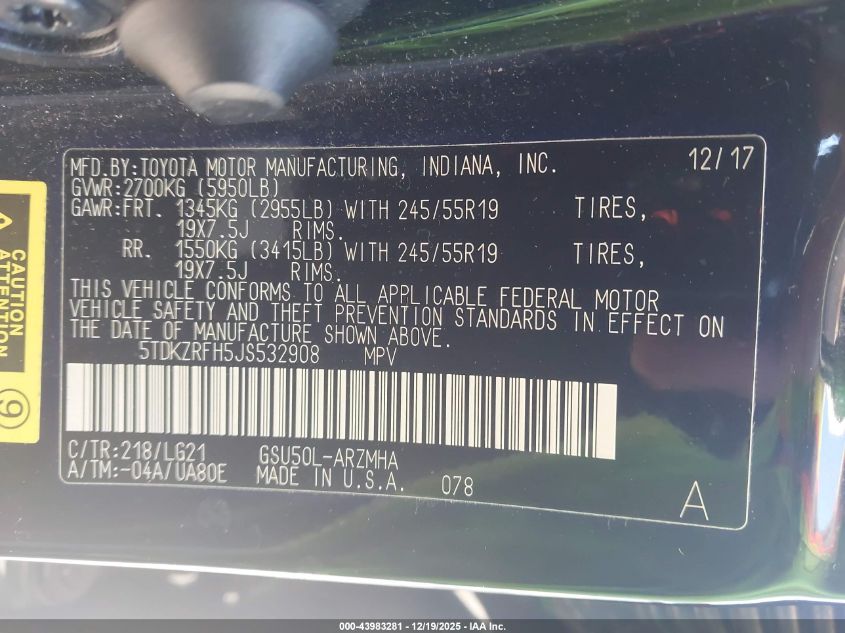 MFD.BY:TOYOTA MOTOR MANUFACTURING, INDIANA, INC. 12/17
GVWR:2700KG (5950LB)
GAWR:FRT. 1345KG (2955LB) WITH 245/55R19 TIRES,
19X7.5J RIMS.
RR. 1550KG (3415LB) WITH 245/55R19 TIRES,
19X7.5J RIMS.
THIS VEHICLE CONFORMS TO ALL APPLICABLE FEDERAL MOTOR
VEHICLE SAFETY AND THEFT PREVENTION STANDARDS IN EFFECT ON
THE DATE OF MANUFACTURE SHOWN ABOVE.
5TDKZRFH5JS532908 MPV
C/TR:218/LG21 GSU50L-ARZMHA
A/TM:-04A/UA80E MADE IN U.S.A. 078
A
CAUTION
ATTENTION
9
000-43983281 - 12/19/2025 - IAA Inc.